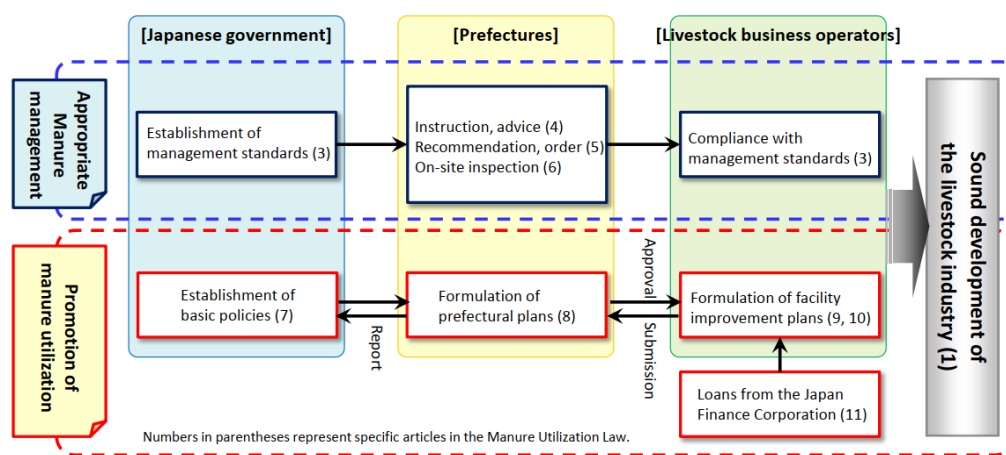 [Japanese government]
[Prefectures]
[Livestock business operators]
Appropriate
Manure
management
Establishment of
management standards (3)
Instruction, advice (4)
Recommendation, order (5)
On-site inspection (6)
Compliance with
management standards (3)
Promotion of
manure utilization
Establishment of
basic policies (7)
Report
Formulation of
prefectural plans (8)
Approval
Submission
Formulation of facility
improvement plans (9, 10)
Loans from the Japan
Finance Corporation (11)
Sound development of
the livestock industry (1)
Numbers in parentheses represent specific articles in the Manure Utilization Law.